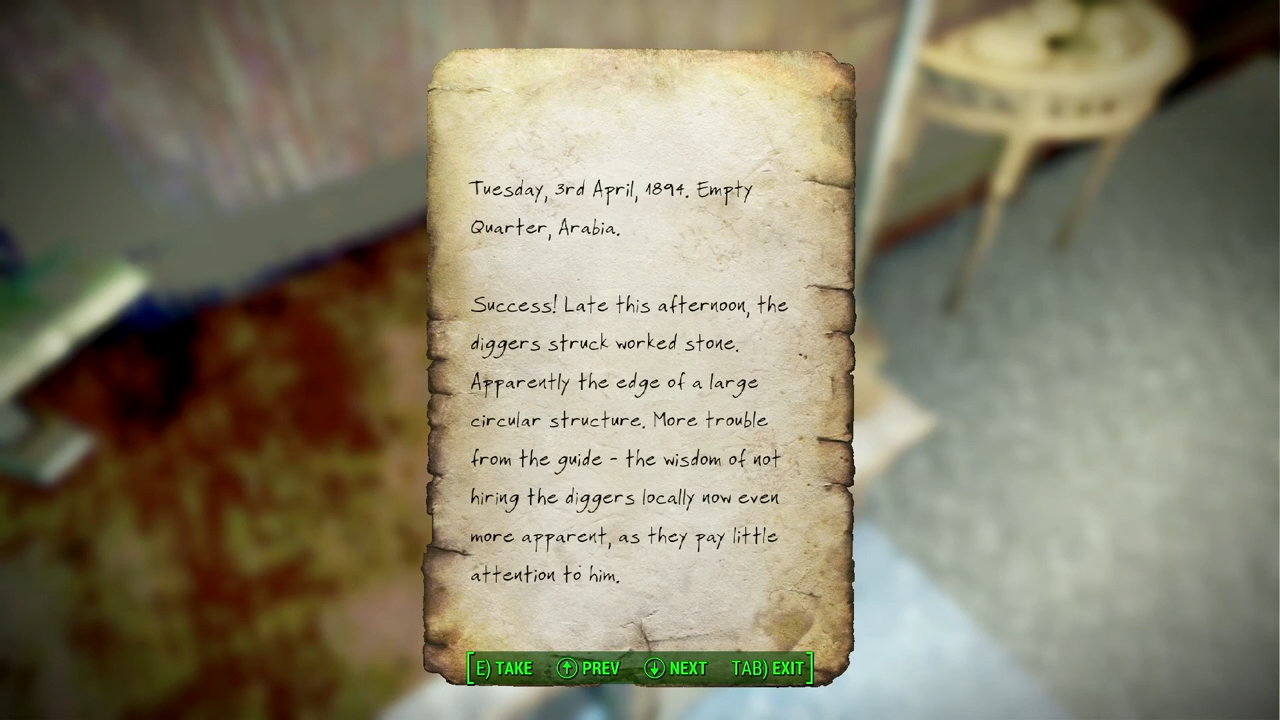 Tuesday, 3rd April, 1894. Empty
Quarter, Arabia.
Success! Late this afternoon, the
diggers struck worked stone.
Apparently the edge of a large
circular structure. More trouble
from the guide - the wisdom of not
hiring the diggers locally now even
more apparent, as they pay little
attention to him.
E) TAKE ↑ PREV ↓ NEXT TAB) EXIT